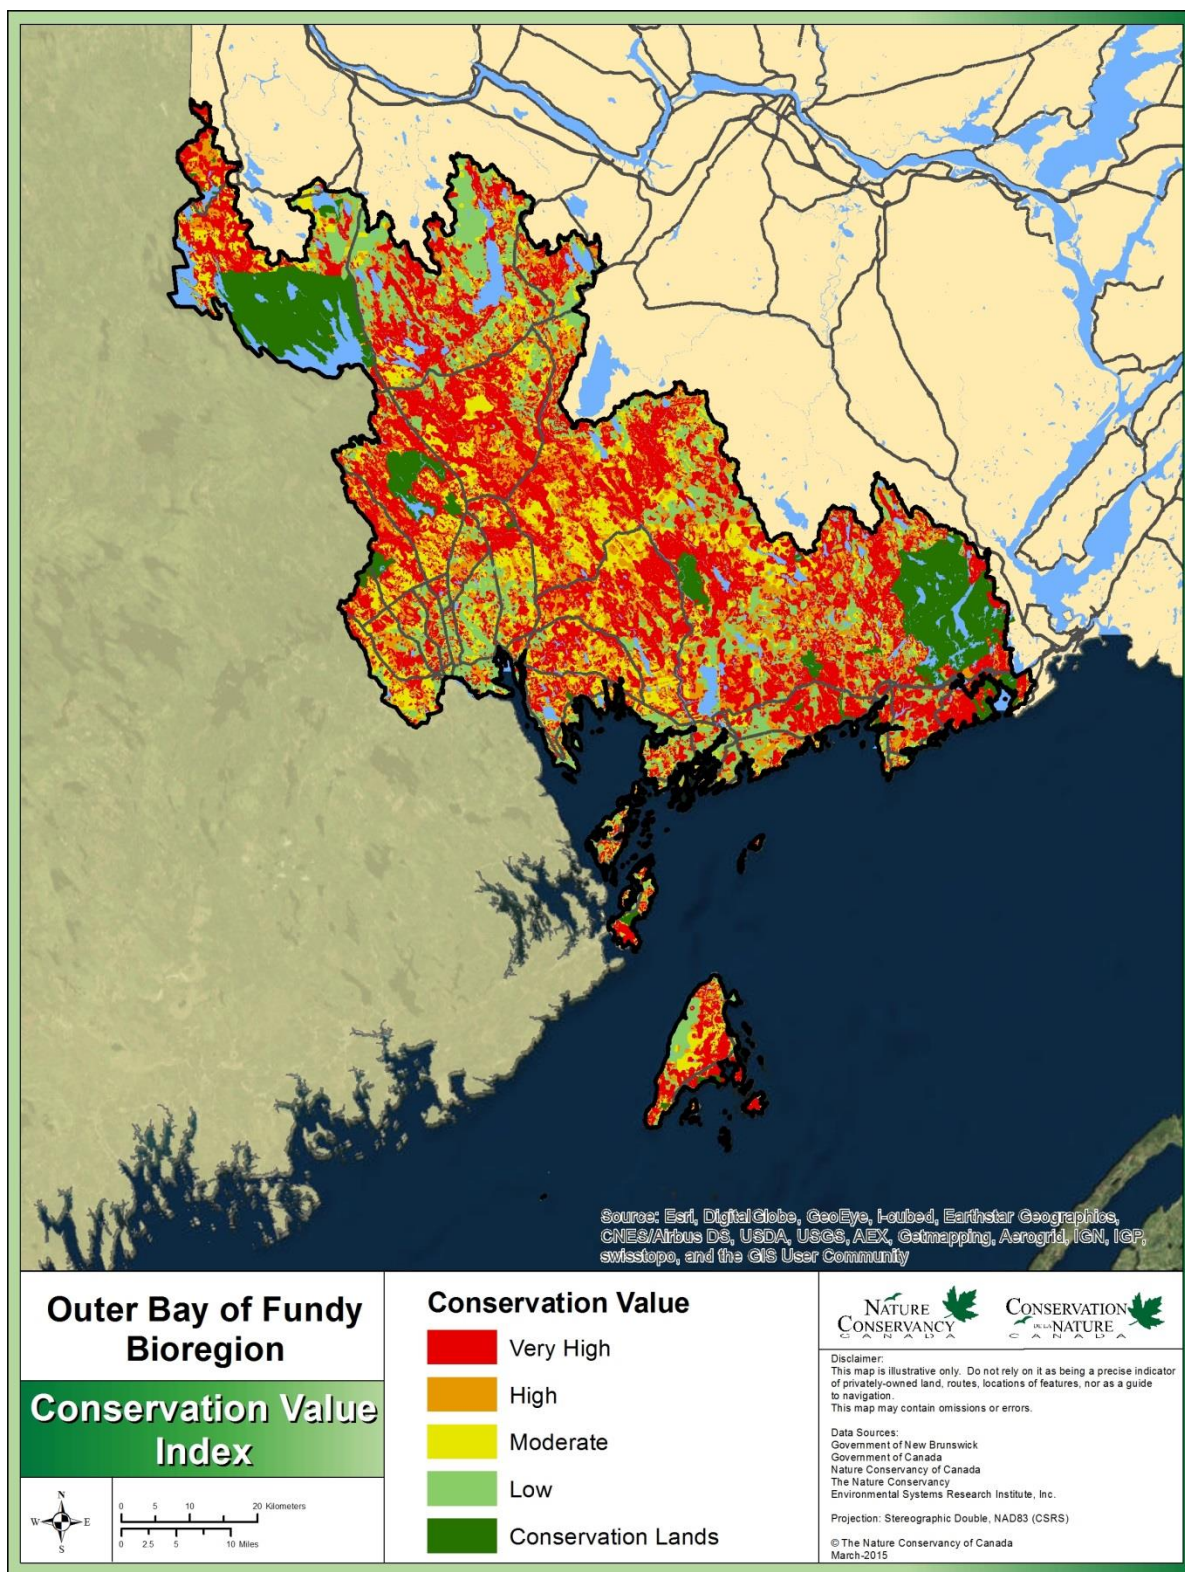 Source: Esri, DigitalGlobe, GeoEye, i-cubed, Earthstar Geographics,
CNES/Airbus DS, USDA, USGS, AEX, Getmapping, Aerogrid, IGN, IGP,
swisstopo, and the GIS User Community
Outer Bay of Fundy
Bioregion
Conservation Value
Index
N
W
E
S
0 5 10 20 Kilometers
0 2.5 5 10 Miles
Conservation Value
Very High
High
Moderate
Low
Conservation Lands
NATURE
CONSERVANCY
CANADA
CONSERVATION
DE LA NATURE
CANADA
Disclaimer:
This map is illustrative only. Do not rely on it as being a precise indicator
of privately-owned land, routes, locations of features, nor as a guide
to navigation.
This map may contain omissions or errors.
Data Sources:
Government of New Brunswick
Government of Canada
Nature Conservancy of Canada
The Nature Conservancy
Environmental Systems Research Institute, Inc.
Projection: Stereographic Double, NAD83 (CSRS)
© The Nature Conservancy of Canada
March-2015